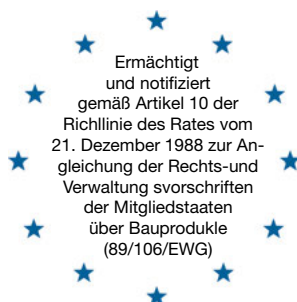 Ermächtigt
und notifiziert
gemäß Artikel 10 der
Richllinie des Rates vom
21. Dezember 1988 zur An-
gleichung der Rechts-und
Verwaltung svorschriften
der Mitgliedstaaten
über Bauprodukle
(89/106/EWG)